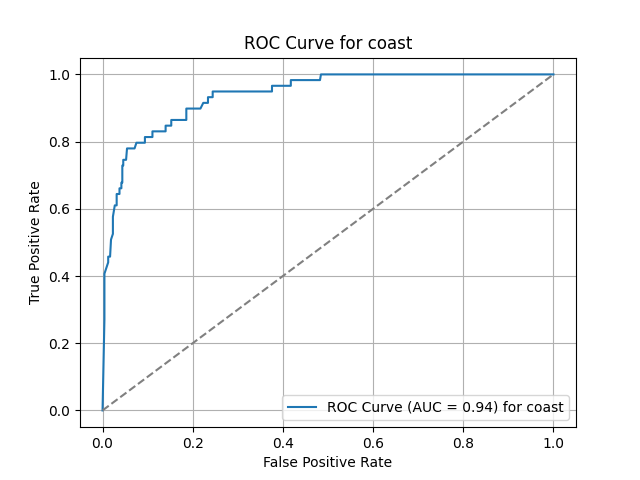 ROC Curve for coast
True Positive Rate
1.0
0.8
0.6
0.4
0.2
0.0
0.0 0.2 0.4 0.6 0.8 1.0
False Positive Rate
ROC Curve (AUC = 0.94) for coast